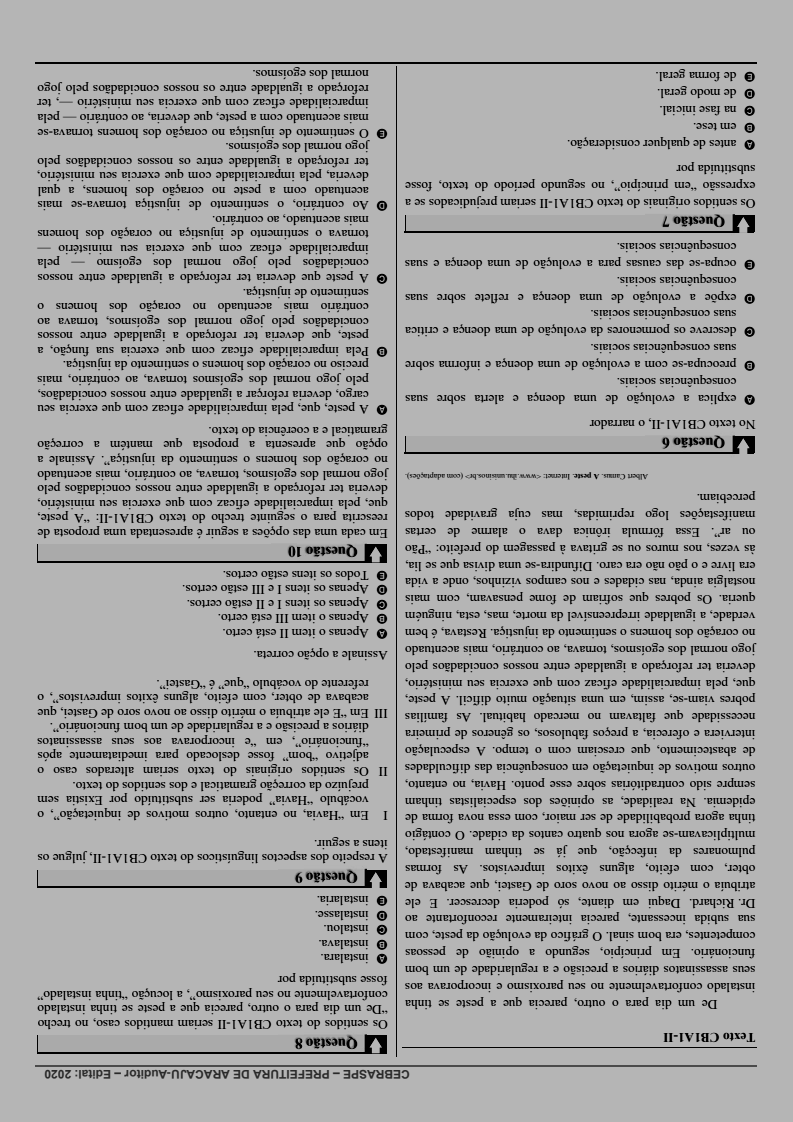 CEBRASPE – PREFEITURA DE ARACAJU-Auditor – Edital: 2020
Texto CB1A1-II
De um dia para o outro, parecia que a peste se tinha
instalado confortavelmente no seu paroxismo e incorporava aos
seus assassinatos diários a precisão e a regularidade de um bom
funcionário. Em princípio, segundo a opinião de pessoas
competentes, era bom sinal. O gráfico da evolução da peste, com
sua subida incessante, parecia inteiramente reconfortante ao
Dr. Richard. Daqui em diante, só poderia decrescer. E ele
atribuía o mérito disso ao novo soro de Gastei, que acabava de
obter, com efeito, alguns êxitos imprevistos. As formas
pulmonares da infecção, que já se tinham manifestado,
multiplicavam-se agora nos quatro cantos da cidade. O contágio
tinha agora probabilidade de ser maior, com essa nova forma de
epidemia. Na realidade, as opiniões dos especialistas tinham
sempre sido contraditórias sobre esse ponto. Havia, no entanto,
outros motivos de inquietação em consequência das dificuldades
de abastecimento, que cresciam com o tempo. A especulação
interviera e oferecia, a preços fabulosos, os gêneros de primeira
necessidade que faltavam no mercado habitual. As famílias
pobres viam-se, assim, em uma situação muito difícil. A peste,
que, pela imparcialidade eficaz com que exercia seu ministério,
deveria ter reforçado a igualdade entre nossos concidadãos pelo
jogo normal dos egoísmos, tornava, ao contrário, mais acentuado
no coração dos homens o sentimento da injustiça. Restava, é bem
verdade, a igualdade irrepreensível da morte, mas, esta, ninguém
queria. Os pobres que sofriam de fome pensavam, com mais
nostalgia ainda, nas cidades e nos campos vizinhos, onde a vida
era livre e o pão não era caro. Difundira-se uma divisa que se lia,
às vezes, nos muros ou se gritava à passagem do prefeito: “Pão
ou ar”. Essa fórmula irônica dava o alarme de certas
manifestações logo reprimidas, mas cuja gravidade todos
percebiam.
Albert Camus. A peste. Internet: <www.ihu.unisinos.br> (com adaptações).
Questão 6
No texto CB1A1-II, o narrador
A explica a evolução de uma doença e alerta sobre suas
consequências sociais.
B preocupa-se com a evolução de uma doença e informa sobre
suas consequências sociais.
C descreve os pormenores da evolução de uma doença e critica
suas consequências sociais.
D expõe a evolução de uma doença e reflete sobre suas
consequências sociais.
E ocupa-se das causas para a evolução de uma doença e suas
consequências sociais.
Questão 7
Os sentidos originais do texto CB1A1-II seriam prejudicados se a
expressão “em princípio”, no segundo período do texto, fosse
substituída por
A antes de qualquer consideração.
B em tese.
C na fase inicial.
D de modo geral.
E de forma geral.
Questão 8
Os sentidos do texto CB1A1-II seriam mantidos caso, no trecho
“De um dia para o outro, parecia que a peste se tinha instalado
confortavelmente no seu paroxismo”, a locução “tinha instalado”
fosse substituída por
A instalara.
B instalava.
C instalou.
D instalasse.
E instalaria.
Questão 9
A respeito dos aspectos linguísticos do texto CB1A1-II, julgue os
itens a seguir.
I Em “Havia, no entanto, outros motivos de inquietação”, o
vocábulo “Havia” poderia ser substituído por Existia sem
prejuízo da correção gramatical e dos sentidos do texto.
II Os sentidos originais do texto seriam alterados caso o
adjetivo “bom” fosse deslocado para imediatamente após
“funcionário”, em “e incorporava aos seus assassinatos
diários a precisão e a regularidade de um bom funcionário”.
III Em “E ele atribuía o mérito disso ao novo soro de Gastei, que
acabava de obter, com efeito, alguns êxitos imprevistos”, o
referente do vocábulo “que” é “Gastei”.
Assinale a opção correta.
A Apenas o item II está certo.
B Apenas o item III está certo.
C Apenas os itens I e II estão certos.
D Apenas os itens I e III estão certos.
E Todos os itens estão certos.
Questão 10
Em cada uma das opções a seguir é apresentada uma proposta de
reescrita para o seguinte trecho do texto CB1A1-II: “A peste,
que, pela imparcialidade eficaz com que exercia seu ministério,
deveria ter reforçado a igualdade entre nossos concidadãos pelo
jogo normal dos egoísmos, tornava, ao contrário, mais acentuado
no coração dos homens o sentimento da injustiça”. Assinale a
opção que apresenta a proposta que mantém a correção
gramatical e a coerência do texto.
A A peste, que, pela imparcialidade eficaz com que exercia seu
cargo, deveria reforçar a igualdade entre nossos concidadãos,
pelo jogo normal dos egoísmos tornava, ao contrário, mais
preciso no coração dos homens o sentimento da injustiça.
B Pela imparcialidade eficaz com que exercia sua função, a
peste, que deveria ter reforçado a igualdade entre nossos
concidadãos pelo jogo normal dos egoísmos, tornava ao
contrário mais acentuado no coração dos homens o
sentimento de injustiça.
C A peste que deveria ter reforçado a igualdade entre nossos
concidadãos pelo jogo normal dos egoísmo — pela
imparcialidade eficaz com que exercia seu ministério —
tornava o sentimento de injustiça no coração dos homens
mais acentuado, ao contrário.
D Ao contrário, o sentimento de injustiça tornava-se mais
acentuado com a peste no coração dos homens, a qual
deveria, pela imparcialidade com que exercia seu ministério,
ter reforçado a igualdade entre os nossos concidadãos pelo
jogo normal dos egoísmos.
E O sentimento de injustiça no coração dos homens tornava-se
mais acentuado com a peste, que deveria, ao contrário — pela
imparcialidade eficaz com que exercia seu ministério —, ter
reforçado a igualdade entre os nossos concidadãos pelo jogo
normal dos egoísmos.